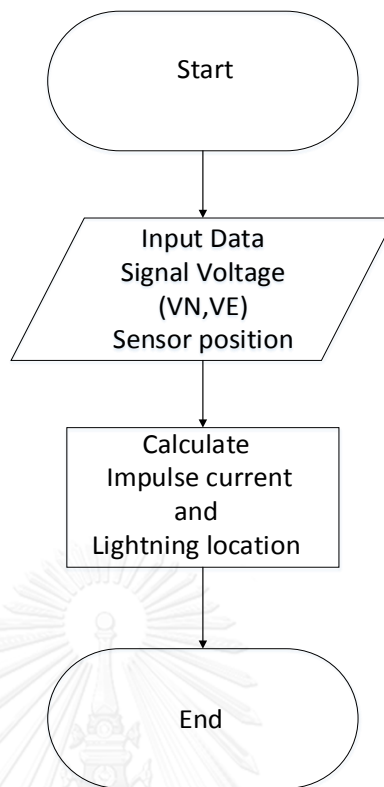 Start
Input Data
Signal Voltage
(VN,VE)
Sensor position
Calculate
Impulse current
and
Lightning location
End